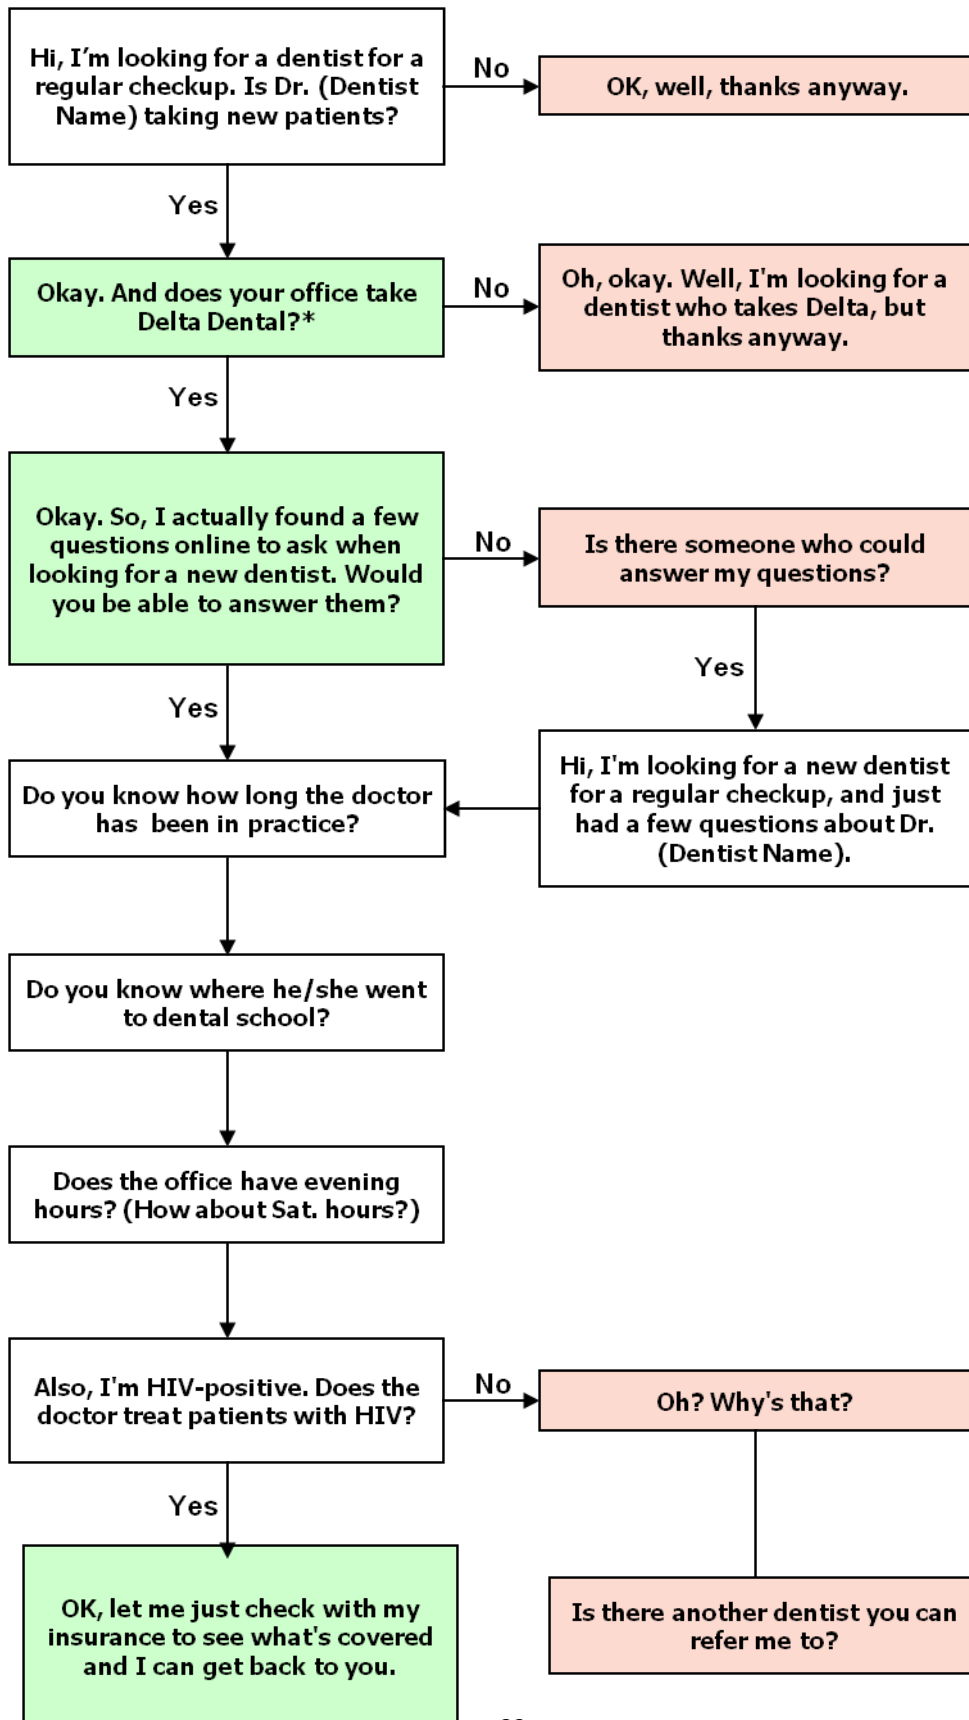 Hi, I’m looking for a dentist for a
regular checkup. Is Dr. (Dentist
Name) taking new patients?
No
OK, well, thanks anyway.
Yes
Okay. And does your office take
Delta Dental?*
No
Oh, okay. Well, I'm looking for a
dentist who takes Delta, but
thanks anyway.
Yes
Okay. So, I actually found a few
questions online to ask when
looking for a new dentist. Would
you be able to answer them?
No
Is there someone who could
answer my questions?
Yes
Yes
Hi, I'm looking for a new dentist
for a regular checkup, and just
had a few questions about Dr.
(Dentist Name).
Do you know how long the doctor
has  been in practice?
Do you know where he/she went
to dental school?
Does the office have evening
hours? (How about Sat. hours?)
Also, I'm HIV-positive. Does the
doctor treat patients with HIV?
No
Oh? Why's that?
Yes
OK, let me just check with my
insurance to see what's covered
and I can get back to you.
Is there another dentist you can
refer me to?